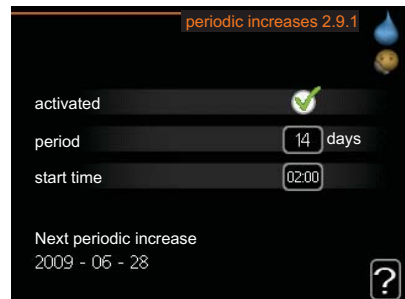 periodic increases 2.9.1
activated
period 14 days
start time 02:00
Next periodic increase
2009 - 06 - 28
?